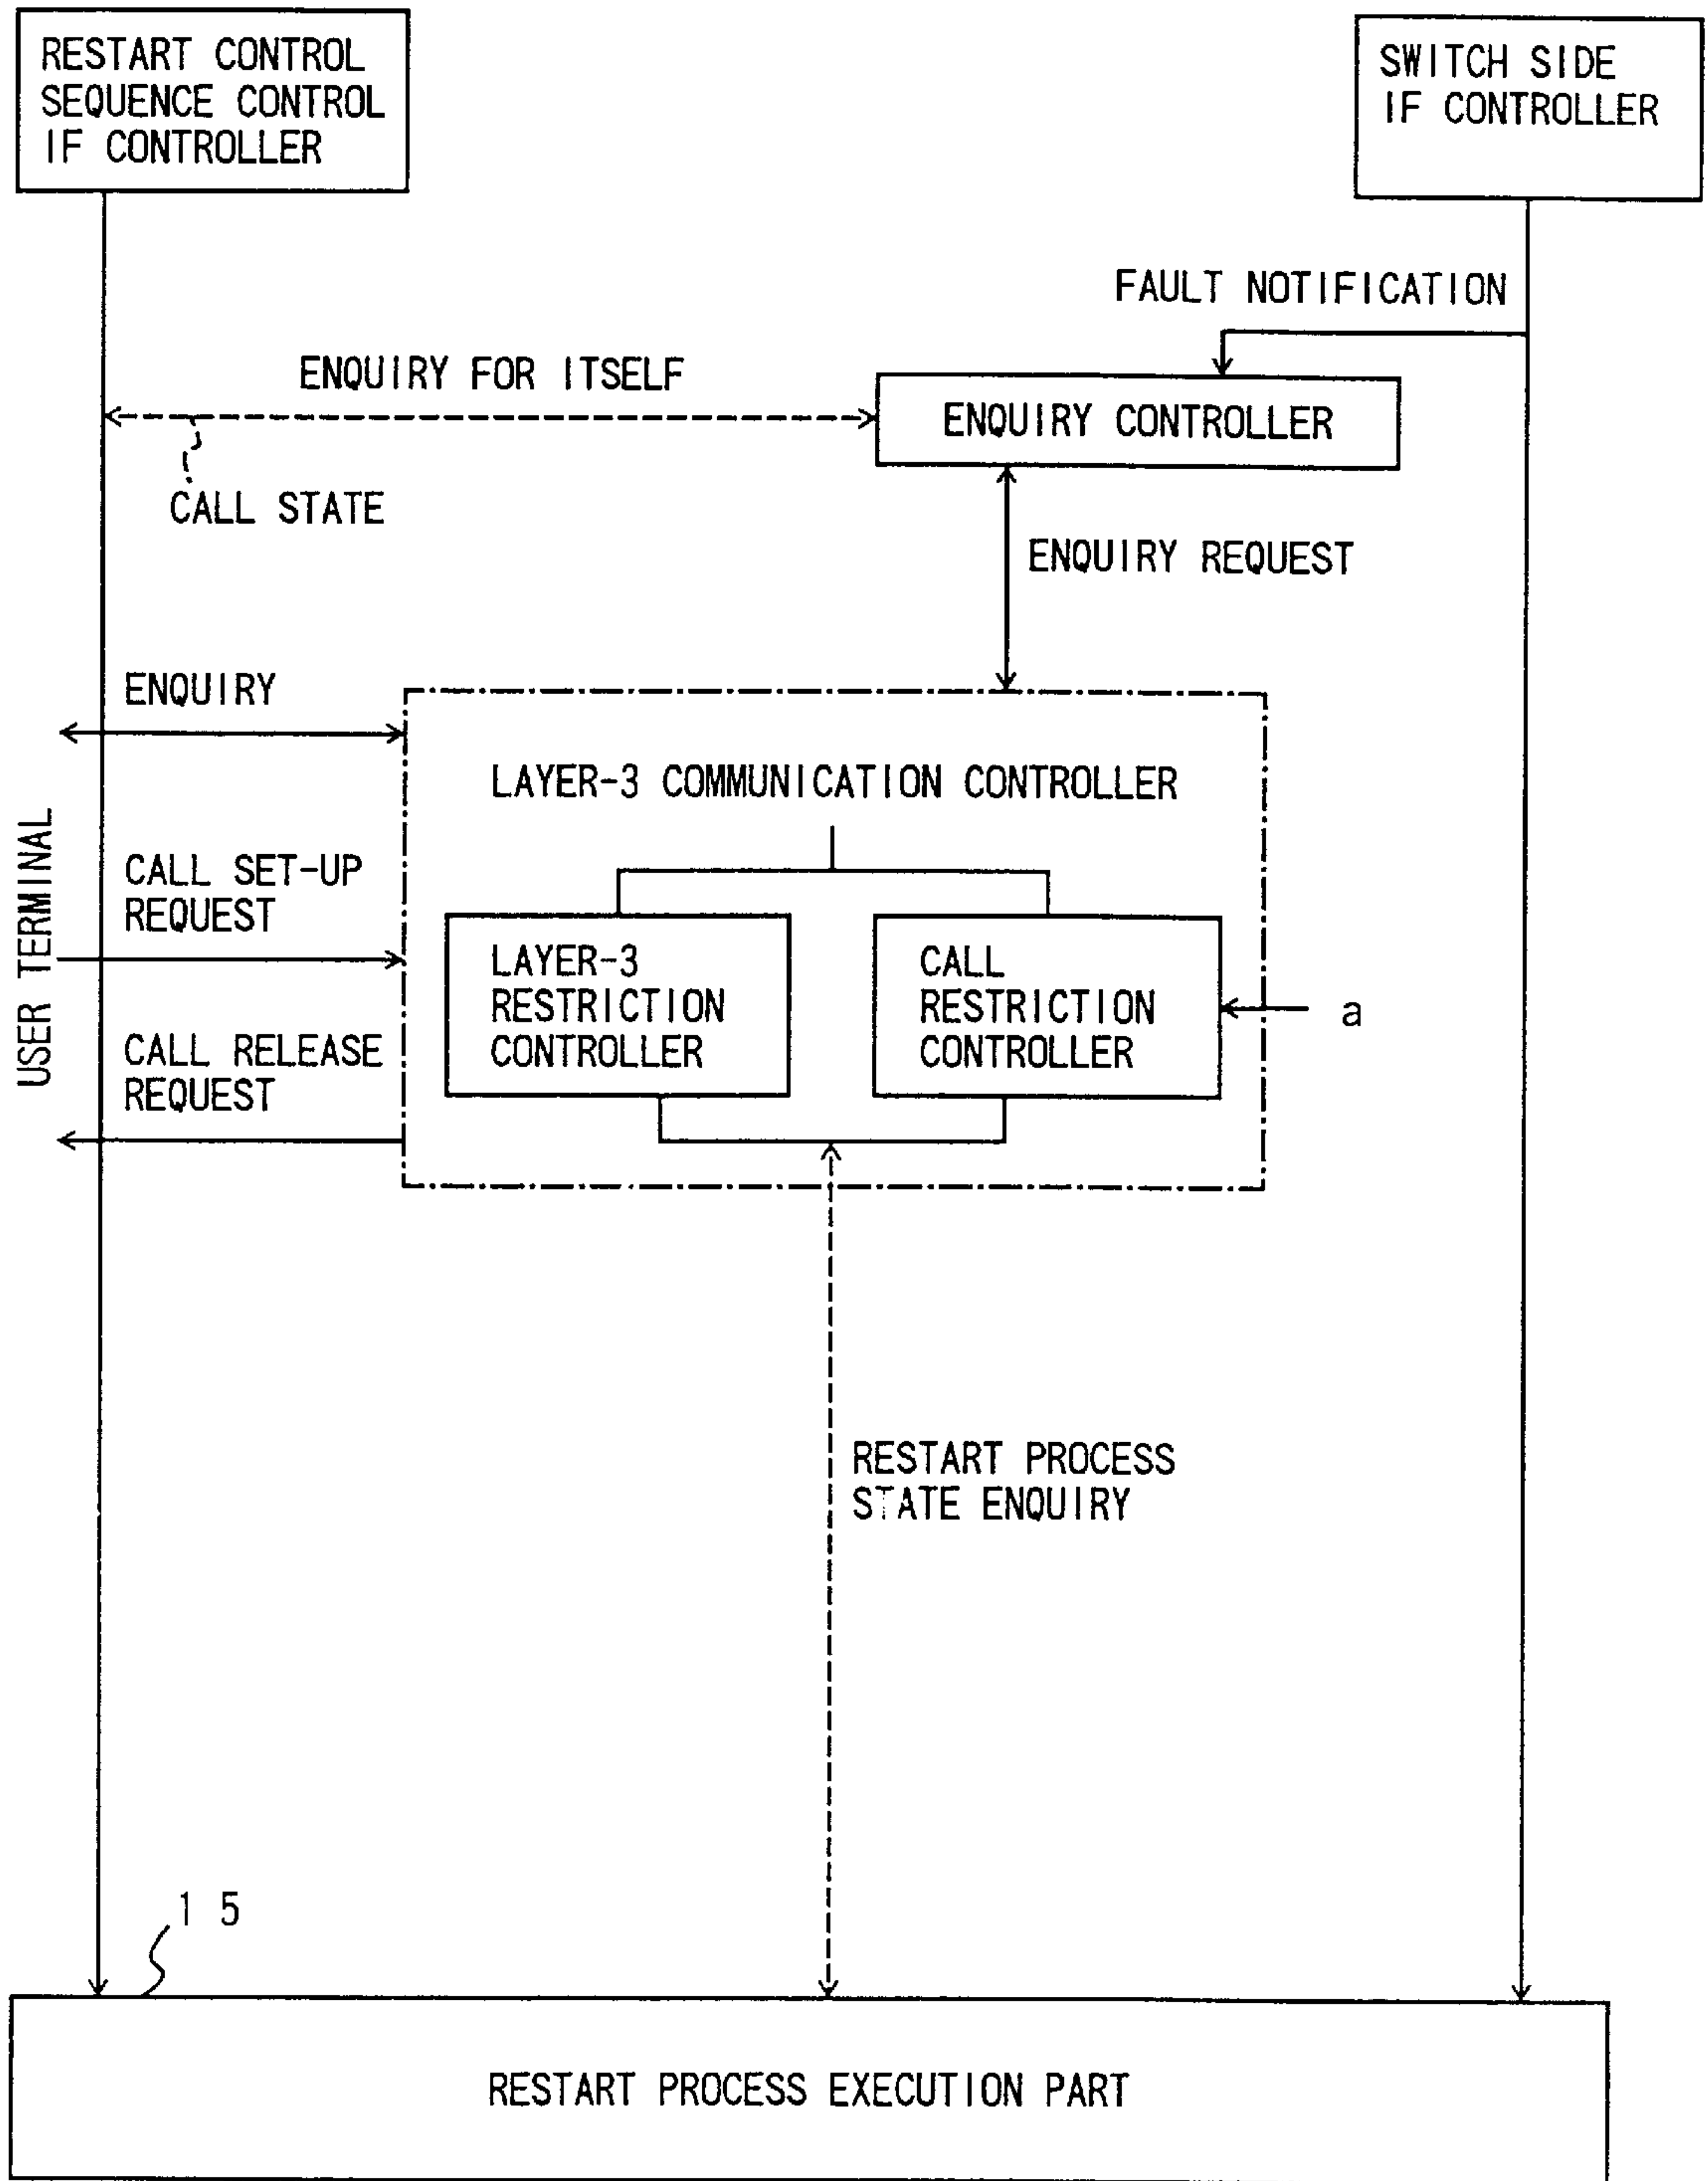 RESTART CONTROL
SEQUENCE CONTROL
IF CONTROLLER
SWITCH SIDE
IF CONTROLLER
FAULT NOTIFICATION
ENQUIRY FOR ITSELF
ENQUIRY CONTROLLER
CALL STATE
ENQUIRY REQUEST
ENQUIRY
LAYER-3 COMMUNICATION CONTROLLER
USER TERMINAL
CALL SET-UP
REQUEST
LAYER-3
RESTRICTION
CONTROLLER
CALL
RESTRICTION
CONTROLLER
a
CALL RELEASE
REQUEST
RESTART PROCESS
STATE ENQUIRY
15
RESTART PROCESS EXECUTION PART